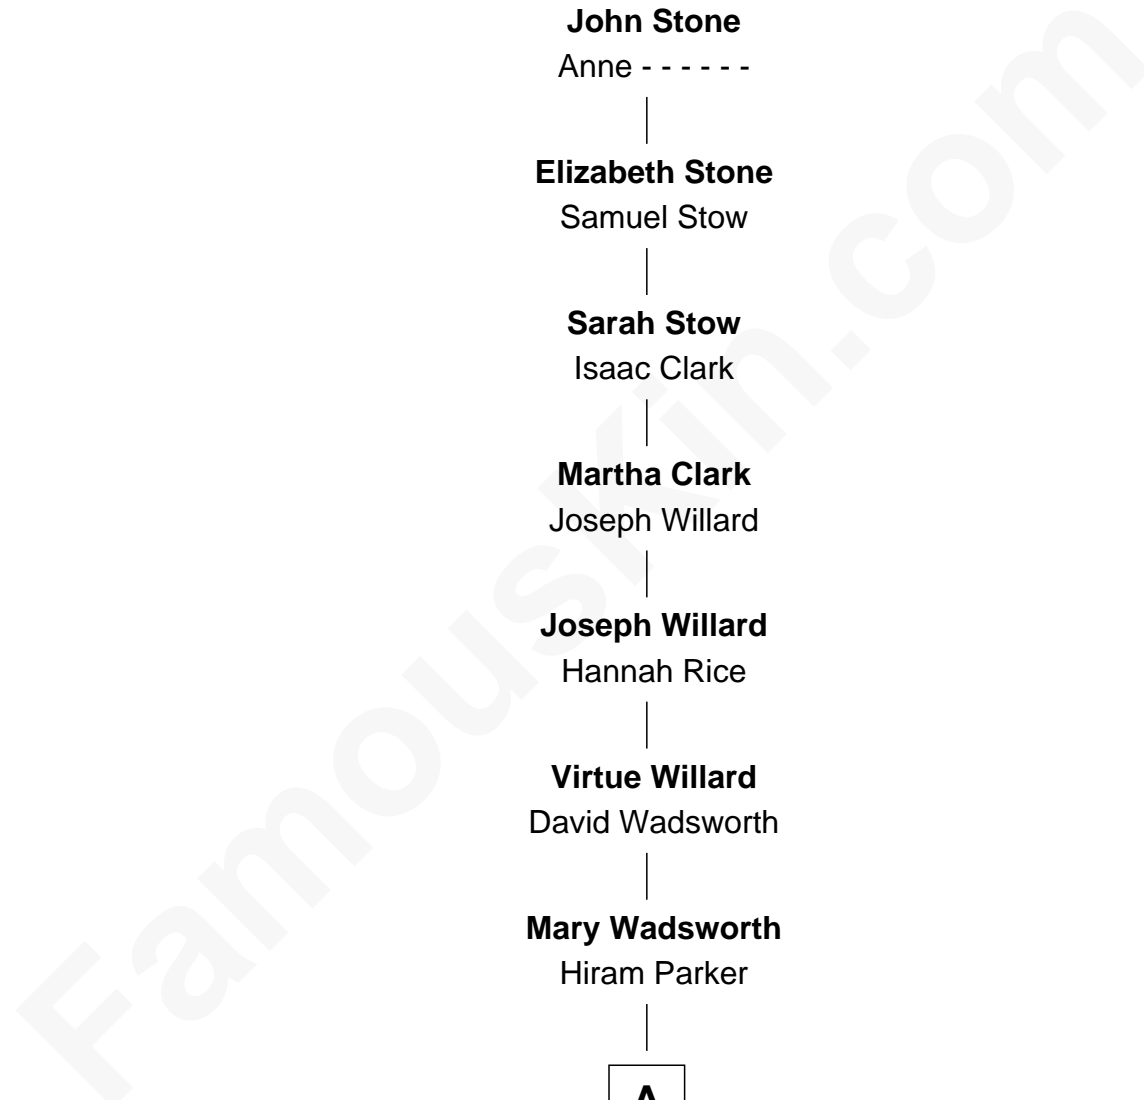 John Stone
Anne - - - - - -
Elizabeth Stone
Samuel Stow
Sarah Stow
Isaac Clark
Martha Clark
Joseph Willard
Joseph Willard
Hannah Rice
Virtue Willard
David Wadsworth
Mary Wadsworth
Hiram Parker
A
FamousKin.com